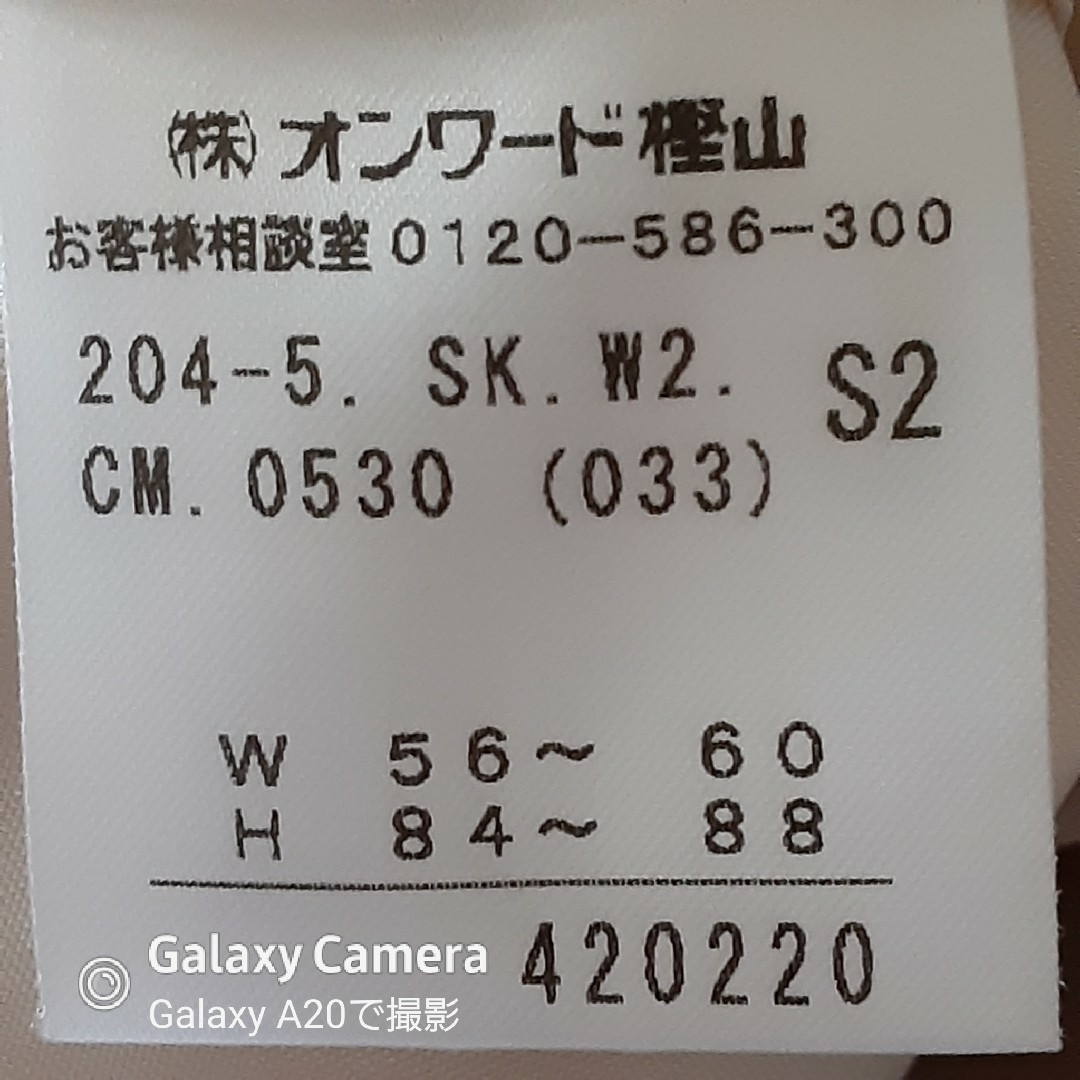 ㈱オンワード樫山
お客様相談室 0120-586-300
204-5. SK. W2. S2
CM. 0530 (033)
W 56～ 60
H 84～ 88
420220
Galaxy Camera
Galaxy A20で撮影